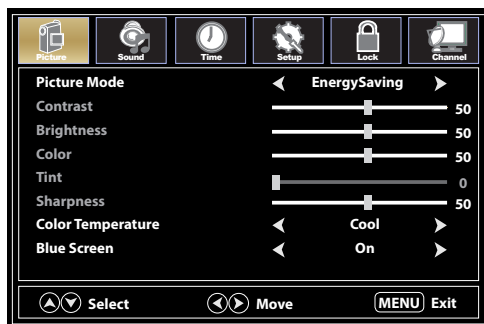 Picture Sound Time Setup Lock Channel
Picture Mode EnergySaving
Contrast 50
Brightness 50
Color 50
Tint 0
Sharpness 50
Color Temperature Cool
Blue Screen On
Select Move MENU Exit